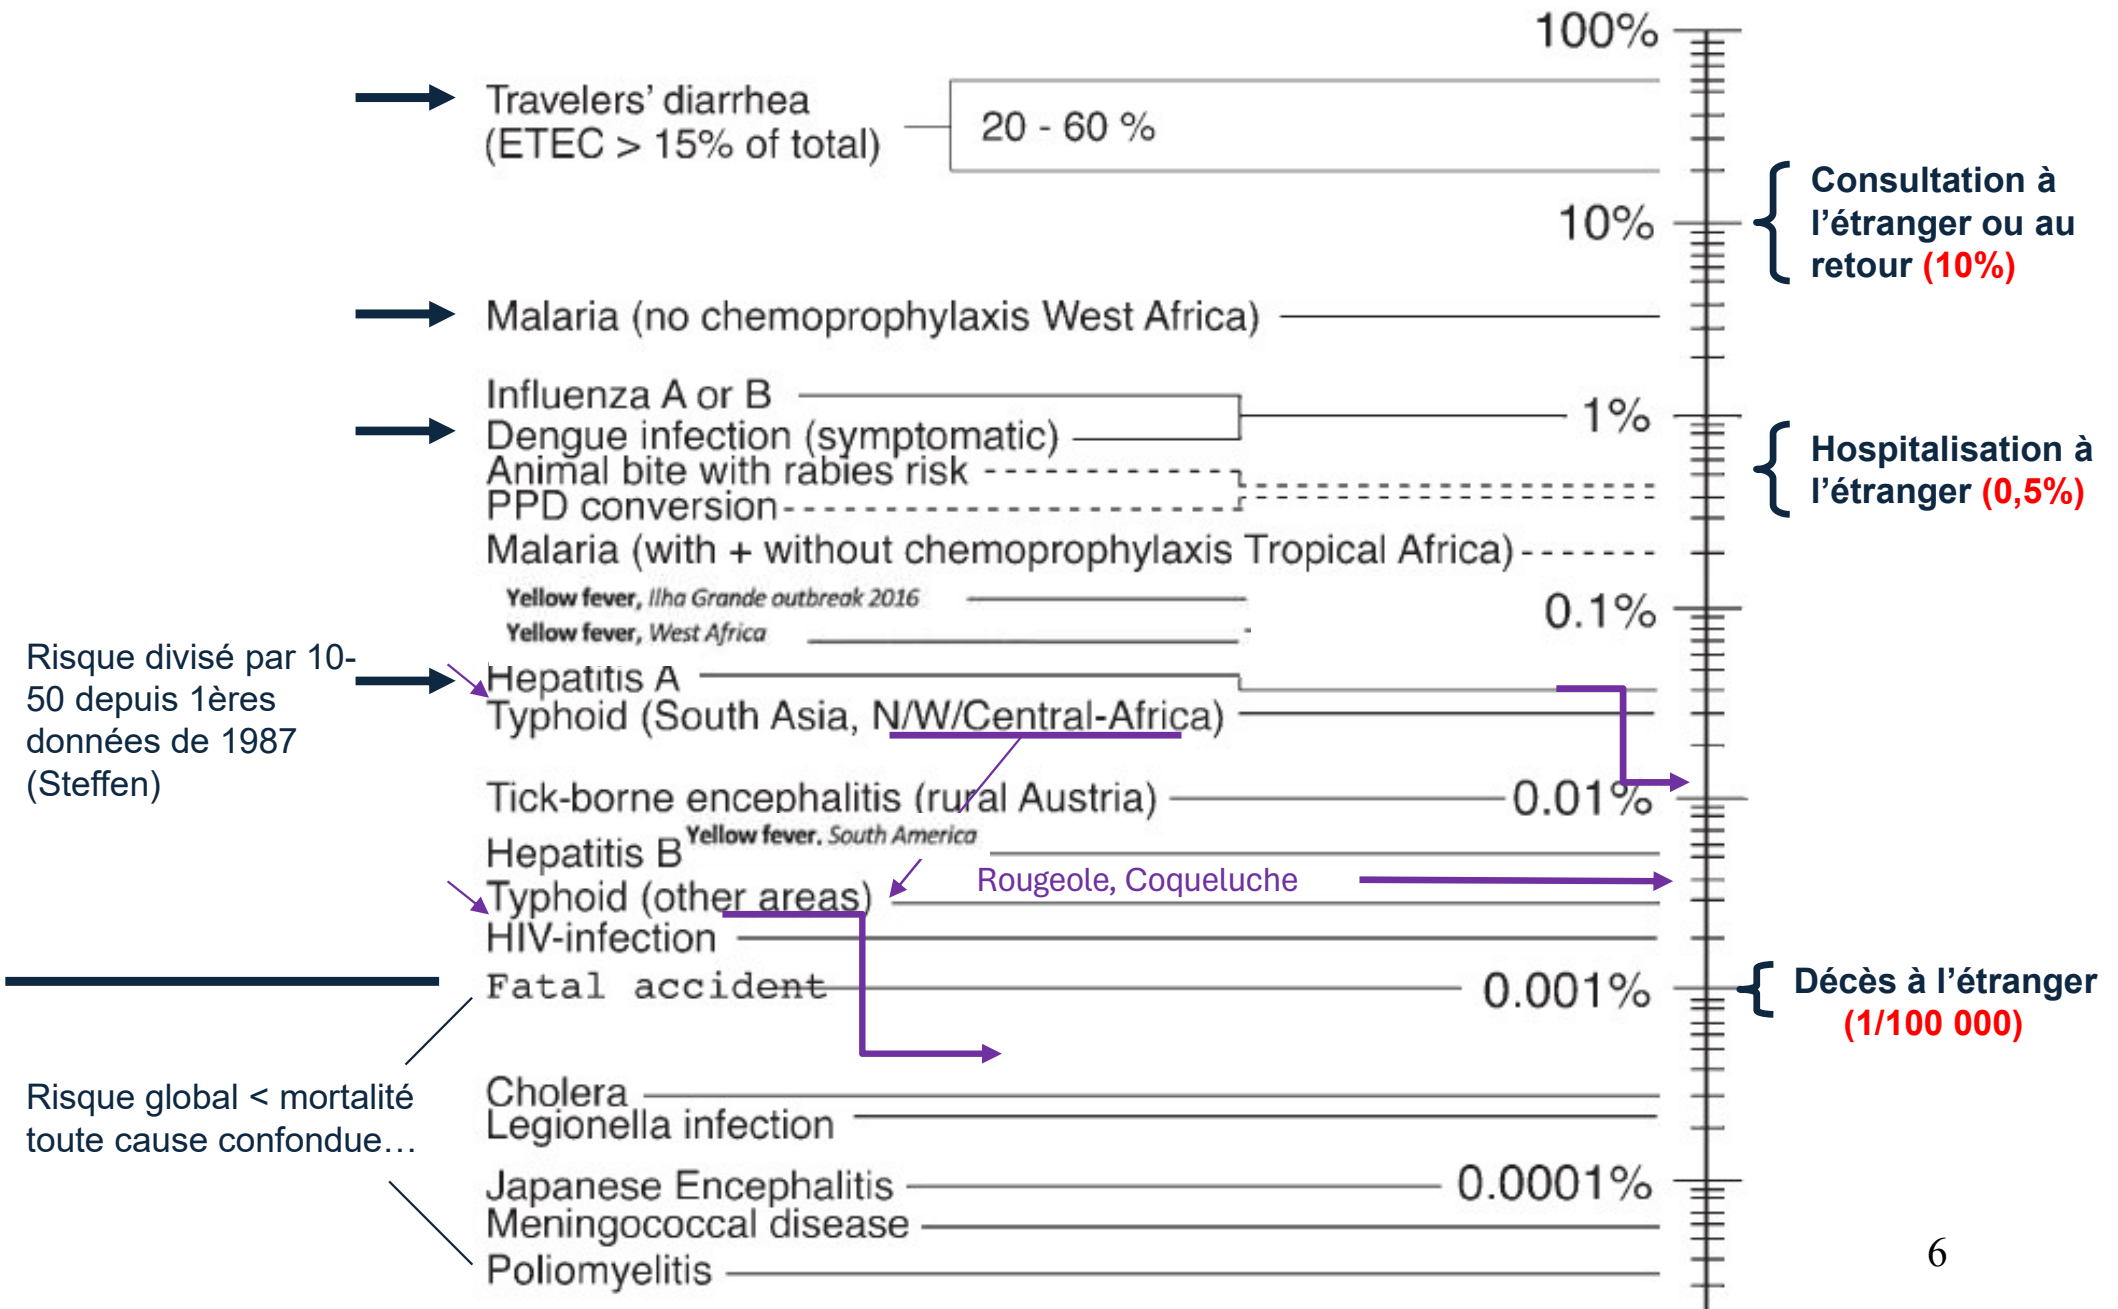 100%
Travelers’ diarrhea
(ETEC > 15% of total)
20 - 60 %
Consultation à
l’étranger ou au
retour (10%)
10%
Malaria (no chemoprophylaxis West Africa)
Influenza A or B
1%
Dengue infection (symptomatic)
Animal bite with rabies risk
PPD conversion
Hospitalisation à
l’étranger (0,5%)
Malaria (with + without chemoprophylaxis Tropical Africa)
Yellow fever, Ilha Grande outbreak 2016
0.1%
Yellow fever, West Africa
Risque divisé par 10-
50 depuis 1ères
données de 1987
(Steffen)
Hepatitis A
Typhoid (South Asia, N/W/Central-Africa)
Tick-borne encephalitis (rural Austria)
0.01%
Yellow fever, South America
Hepatitis B
Rougeole, Coqueluche
Typhoid (other areas)
HIV-infection
Fatal accident
0.001%
Décès à l’étranger
(1/100 000)
Risque global < mortalité
toute cause confondue…
Cholera
Legionella infection
Japanese Encephalitis
0.0001%
Meningococcal disease
Poliomyelitis
6